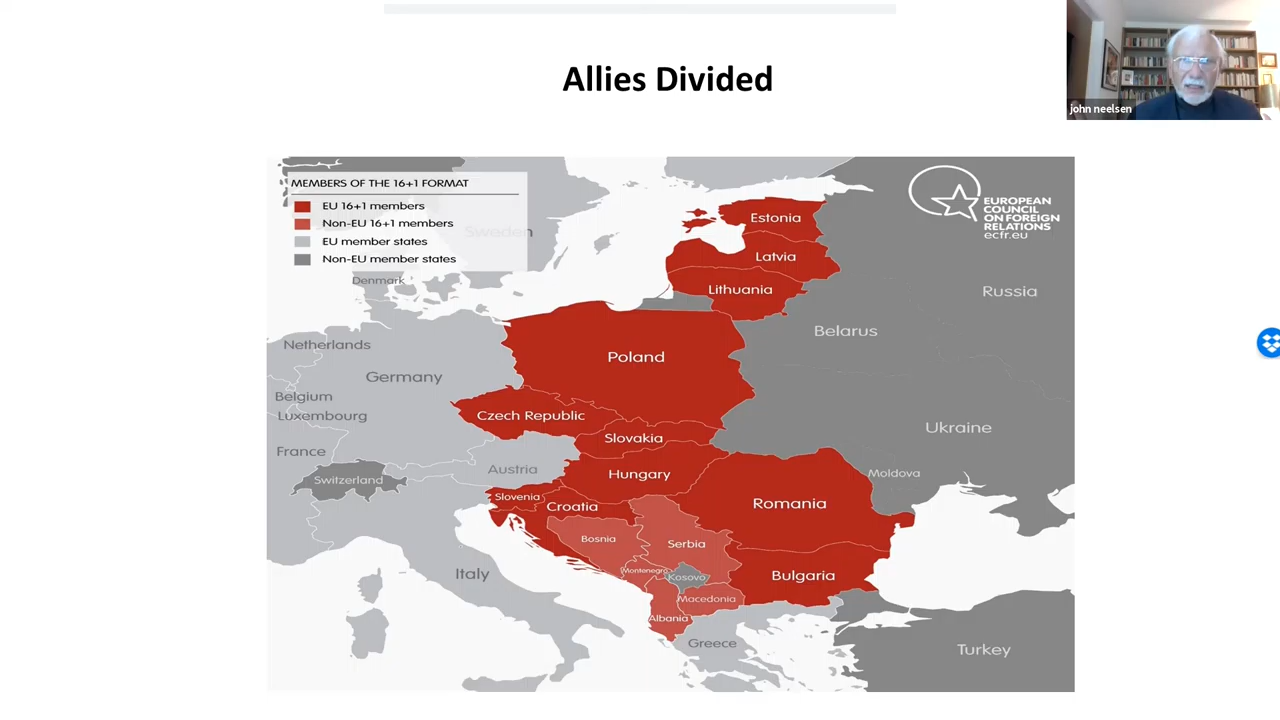 Allies Divided
john neelsen
MEMBERS OF THE 16+1 FORMAT
EU 16+1 members
Non-EU 16+1 members
EU member states
Non-EU member states
EUROPEAN
COUNCIL
ON FOREIGN
RELATIONS
ecfr.eu
Sweden
Estonia
Latvia
Denmark
Lithuania
Russia
Belarus
Netherlands
Poland
Germany
Belgium
Luxembourg
Czech Republic
Ukraine
Slovakia
France
Austria
Hungary
Moldova
Switzerland
Slovenia
Croatia
Romania
Bosnia
Serbia
Italy
Montenegro
Kosovo
Bulgaria
Macedonia
Albania
Greece
Turkey